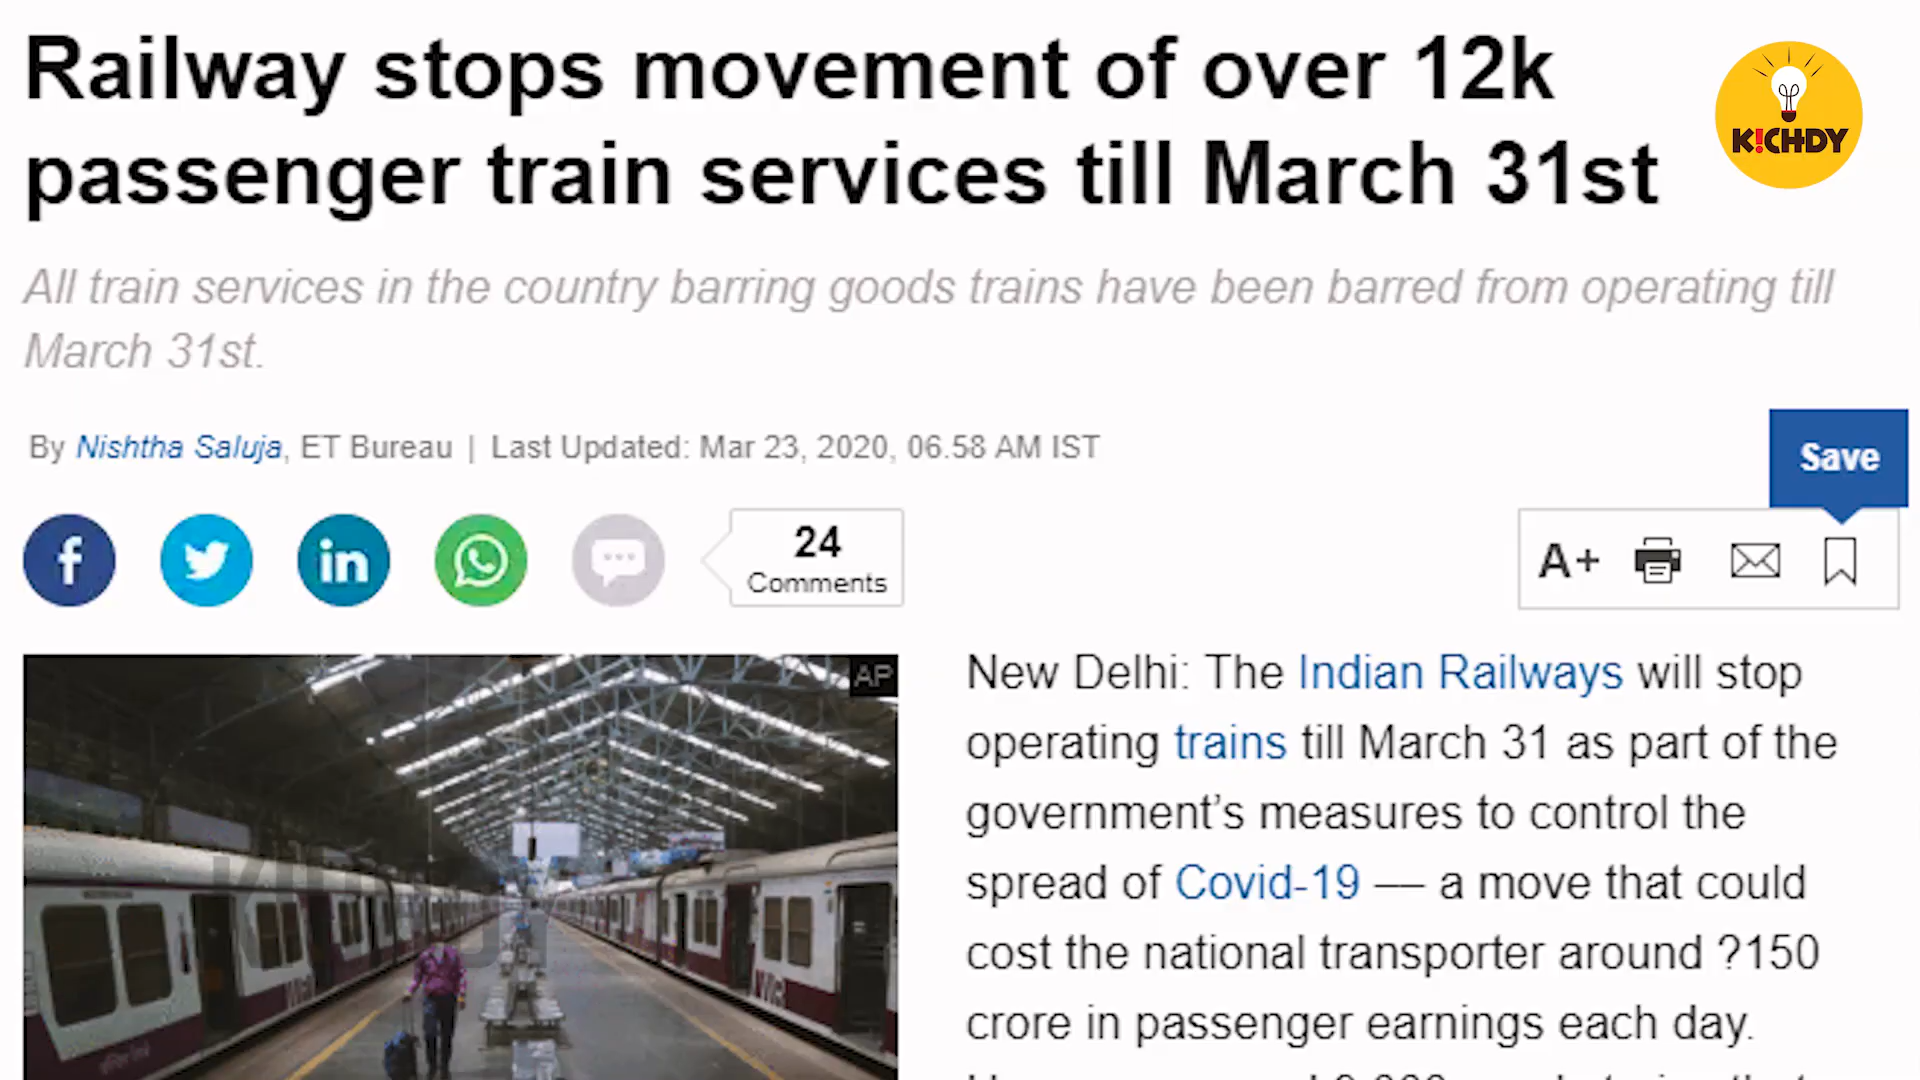 Railway stops movement of over 12k
passenger train services till March 31st
K!CHDY
All train services in the country barring goods trains have been barred from operating till
March 31st.
By Nishtha Saluja, ET Bureau | Last Updated: Mar 23, 2020, 06.58 AM IST
Save
f
in
24
Comments
A+
AP
New Delhi: The Indian Railways will stop
operating trains till March 31 as part of the
government's measures to control the
spread of Covid-19 — a move that could
cost the national transporter around ?150
crore in passenger earnings each day.